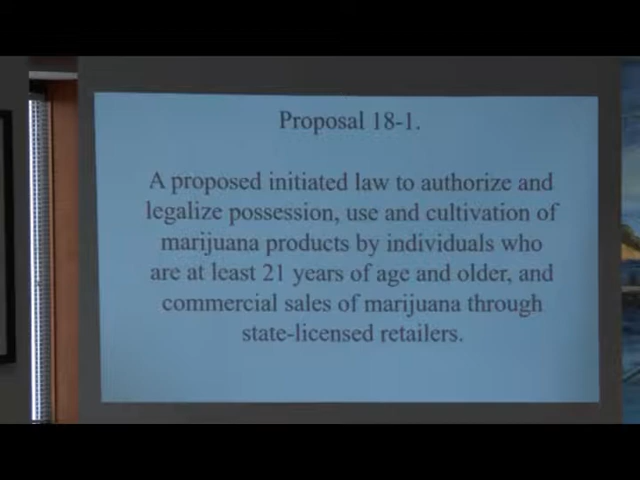 Proposal 18-1.
A proposed initiated law to authorize and
legalize possession, use and cultivation of
marijuana products by individuals who
are at least 21 years of age and older, and
commercial sales of marijuana through
state-licensed retailers.